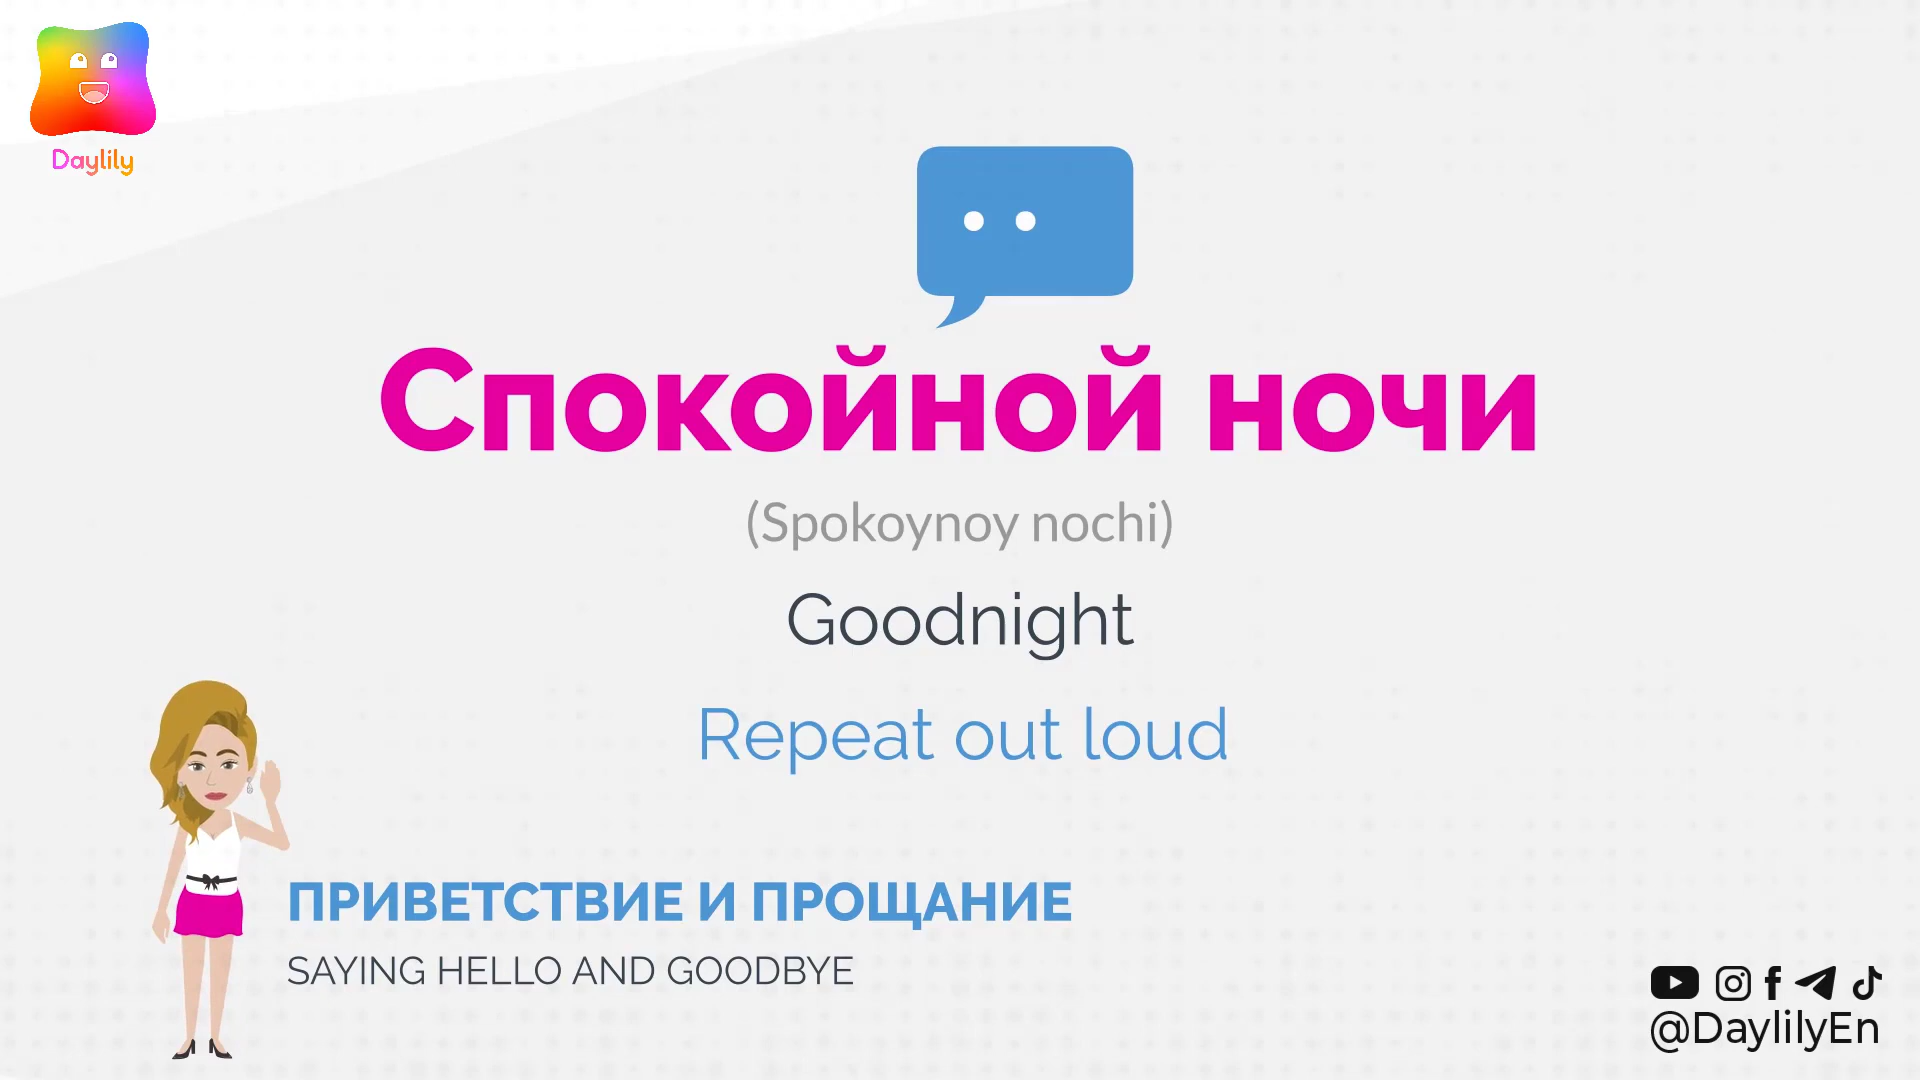 Daylily
Спокойной ночи
(Spokoynoy nochi)
Goodnight
Repeat out loud
ПРИВЕТСТВИЕ И ПРОЩАНИЕ
SAYING HELLO AND GOODBYE
@DaylilyEn